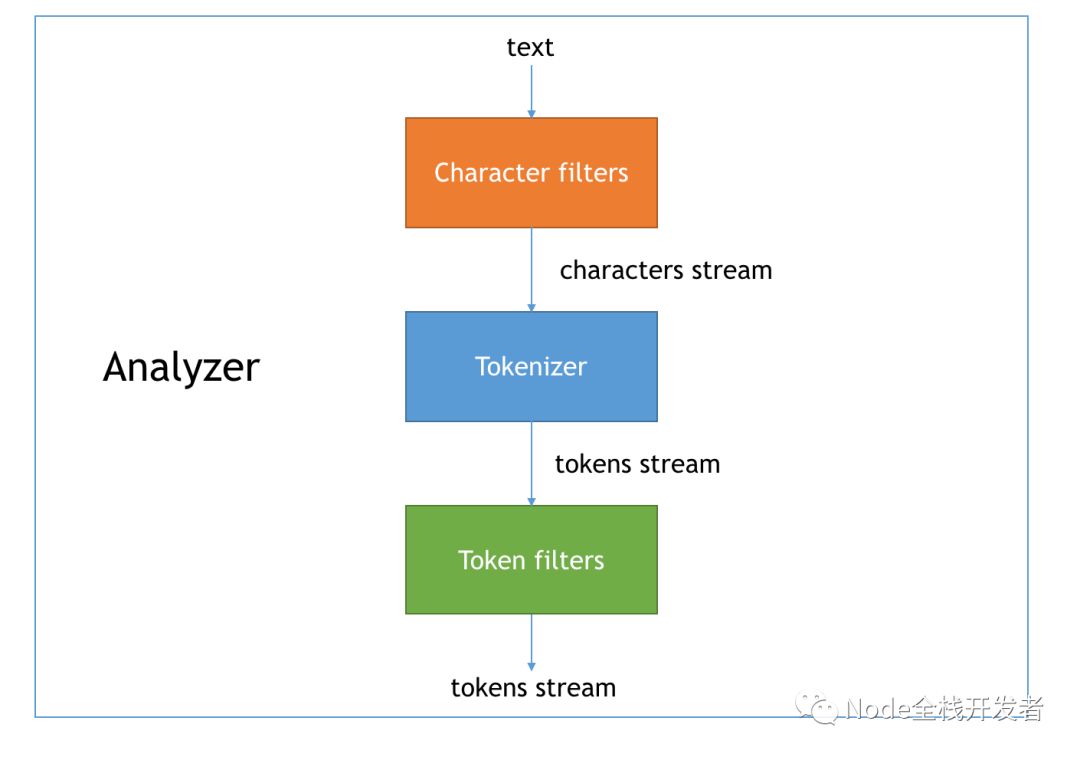 text
Character filters
characters stream
Analyzer
Tokenizer
tokens stream
Token filters
tokens stream
Node全栈开发者